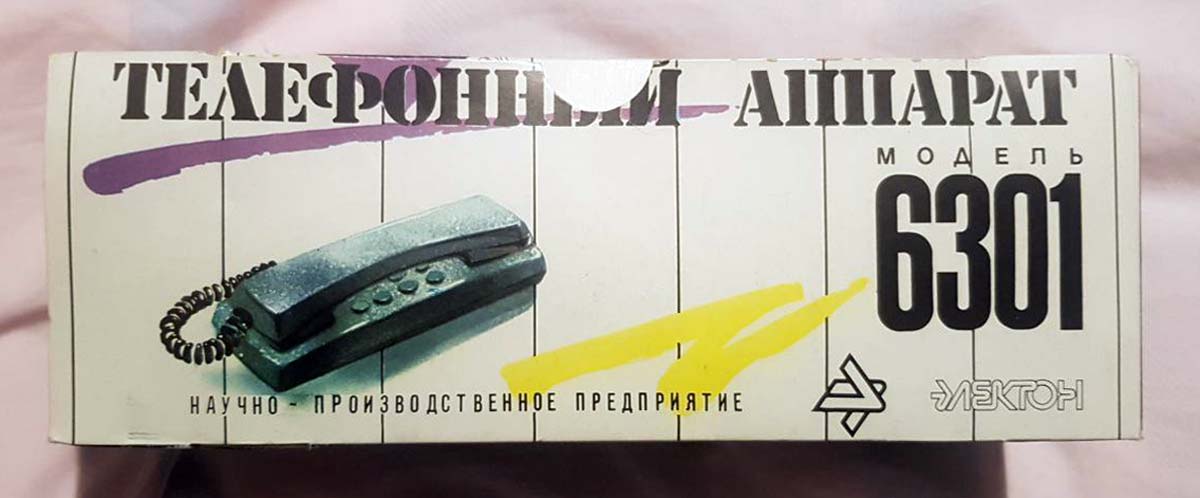 ТЕЛЕФОННЫЙ АППАРАТ
МОДЕЛЬ
6301
НАУЧНО - ПРОИЗВОДСТВЕННОЕ ПРЕДПРИЯТИЕ
ЭЛЕКТОН